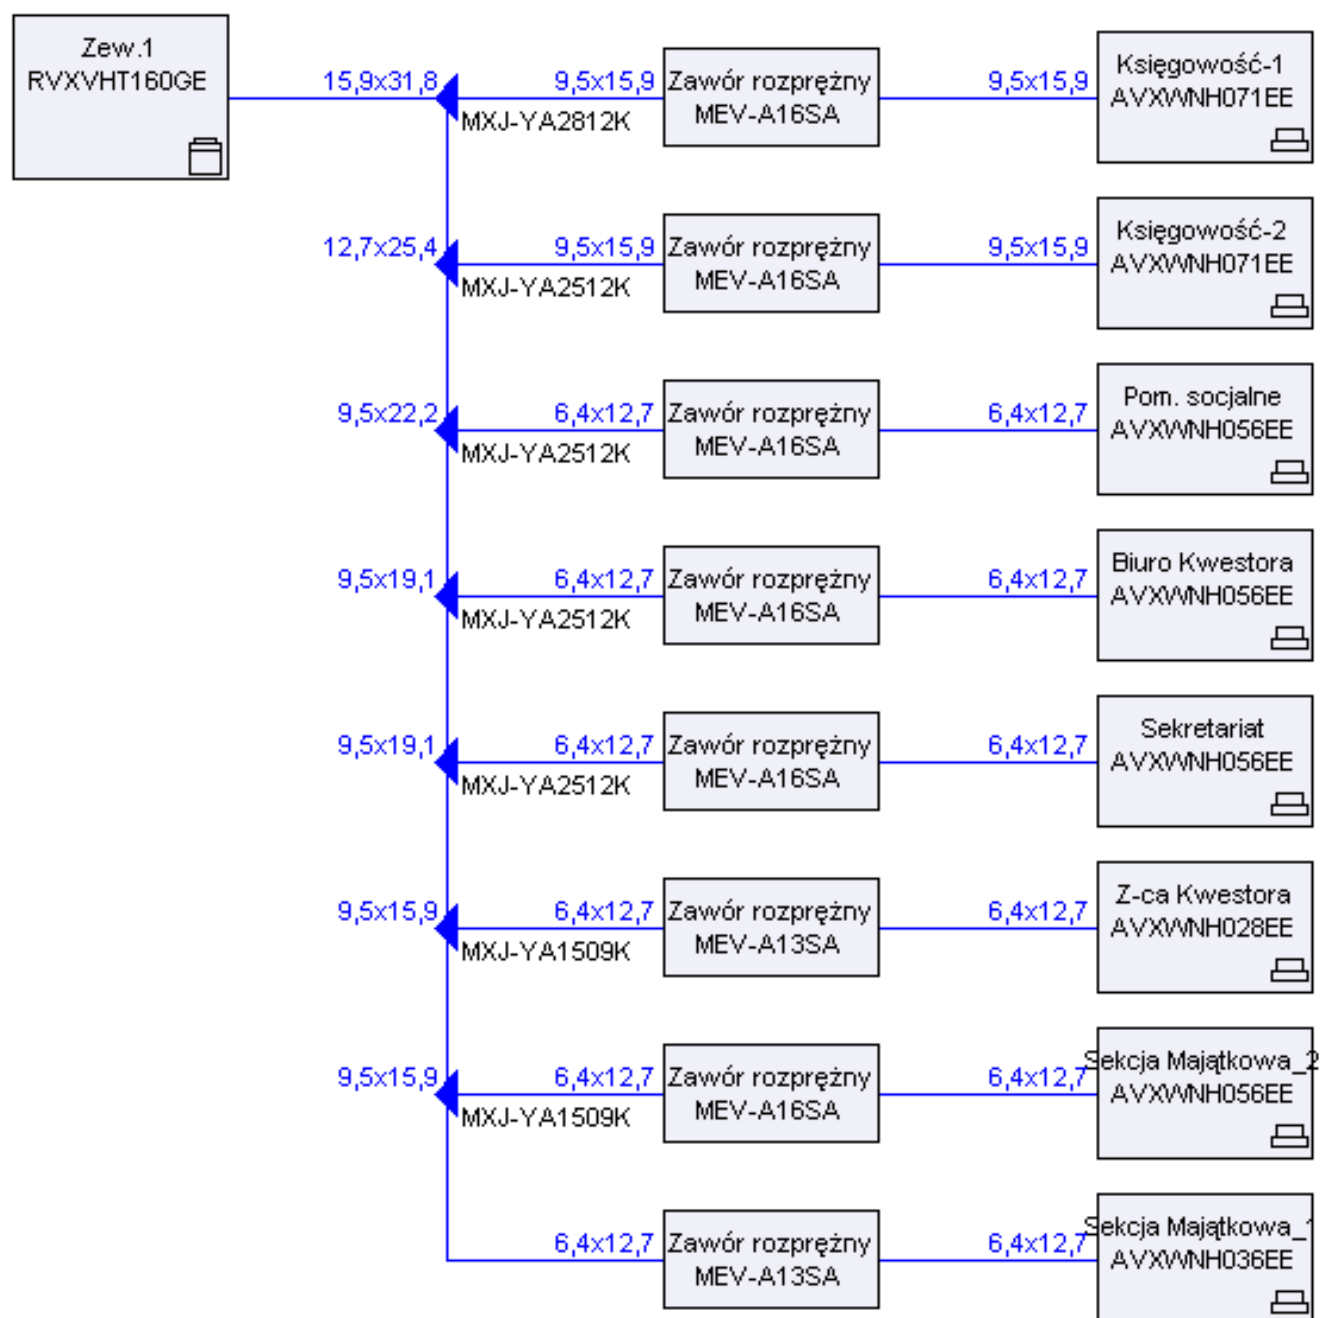 Zew.1
RVXVHT160GE
15,9x31,8
9,5x15,9
MXJ-YA2812K
Zawór rozprężny
MEV-A16SA
9,5x15,9
Księgowość-1
AVXWNH071EE
12,7x25,4
9,5x15,9
MXJ-YA2512K
Zawór rozprężny
MEV-A16SA
9,5x15,9
Księgowość-2
AVXWNH071EE
9,5x22,2
6,4x12,7
MXJ-YA2512K
Zawór rozprężny
MEV-A16SA
6,4x12,7
Pom. socjalne
AVXWNH056EE
9,5x19,1
6,4x12,7
MXJ-YA2512K
Zawór rozprężny
MEV-A16SA
6,4x12,7
Biuro Kwestora
AVXWNH056EE
9,5x19,1
6,4x12,7
MXJ-YA2512K
Zawór rozprężny
MEV-A16SA
6,4x12,7
Sekretariat
AVXWNH056EE
9,5x15,9
6,4x12,7
MXJ-YA1509K
Zawór rozprężny
MEV-A13SA
6,4x12,7
Z-ca Kwestora
AVXWNH028EE
9,5x15,9
6,4x12,7
MXJ-YA1509K
Zawór rozprężny
MEV-A16SA
6,4x12,7
Sekcja Majątkowa_2
AVXWNH056EE
6,4x12,7
Zawór rozprężny
MEV-A13SA
6,4x12,7
Sekcja Majątkowa_1
AVXWNH036EE